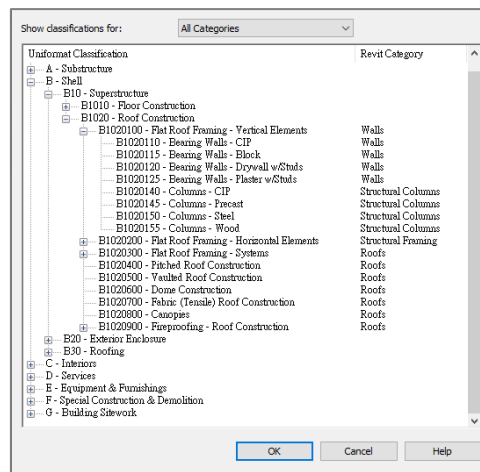 Show classifications for: All Categories
Uniformat Classification Revit Category
A - Substructure
B - Shell
B10 - Superstructure
B1010 - Floor Construction
B1020 - Roof Construction
B1020100 - Flat Roof Framing - Vertical Elements Walls
B1020110 - Bearing Walls - CIP Walls
B1020115 - Bearing Walls - Block Walls
B1020120 - Bearing Walls - Drywall w/Studs Walls
B1020125 - Bearing Walls - Plaster w/Studs Walls
B1020140 - Columns - CIP Structural Columns
B1020145 - Columns - Precast Structural Columns
B1020150 - Columns - Steel Structural Columns
B1020155 - Columns - Wood Structural Columns
B1020200 - Flat Roof Framing - Horizontal Elements Structural Framing
B1020300 - Flat Roof Framing - Systems Roofs
B1020400 - Pitched Roof Construction Roofs
B1020500 - Vaulted Roof Construction Roofs
B1020600 - Dome Construction Roofs
B1020700 - Fabric (Tensile) Roof Construction Roofs
B1020800 - Canopies Roofs
B1020900 - Fireproofing - Roof Construction Roofs
B20 - Exterior Enclosure
B30 - Roofing
C - Interiors
D - Services
E - Equipment & Furnishings
F - Special Construction & Demolition
G - Building Sitework
OK Cancel Help